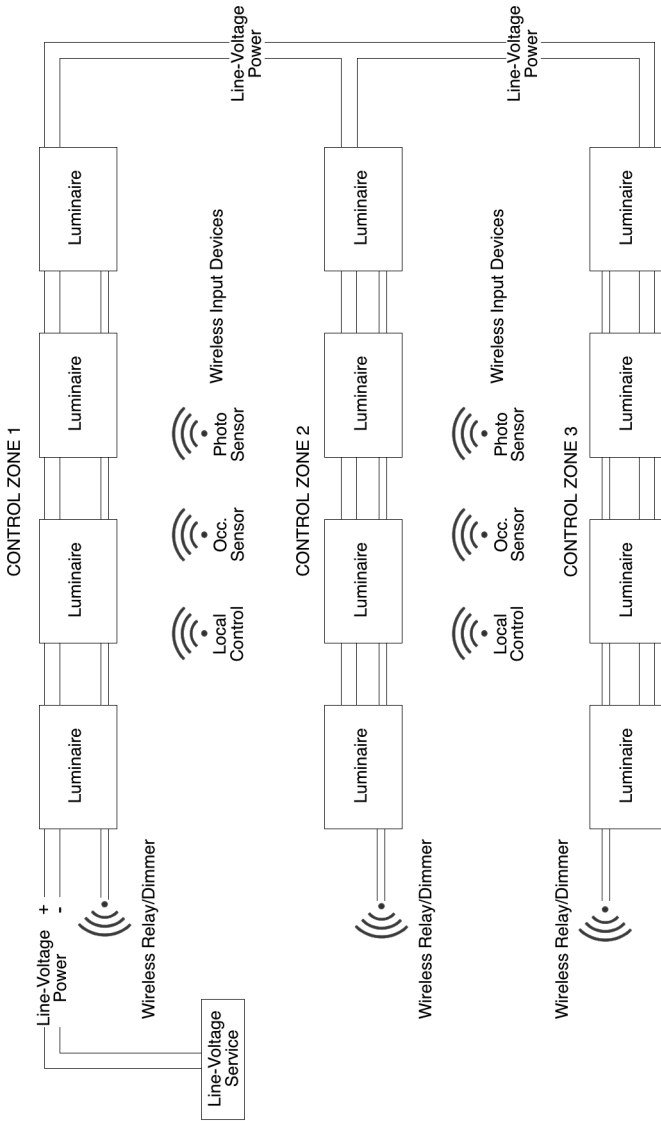 CONTROL ZONE 1
Line-Voltage
Power
+
-
Luminaire
Luminaire
Luminaire
Luminaire
Line-Voltage
Service
Wireless Relay/Dimmer
Local
Control
Occ.
Sensor
Photo
Sensor
Wireless Input Devices
Line-Voltage
Power
CONTROL ZONE 2
Luminaire
Luminaire
Luminaire
Luminaire
Wireless Relay/Dimmer
Local
Control
Occ.
Sensor
Photo
Sensor
Wireless Input Devices
Line-Voltage
Power
CONTROL ZONE 3
Wireless Relay/Dimmer
Luminaire
Luminaire
Luminaire
Luminaire